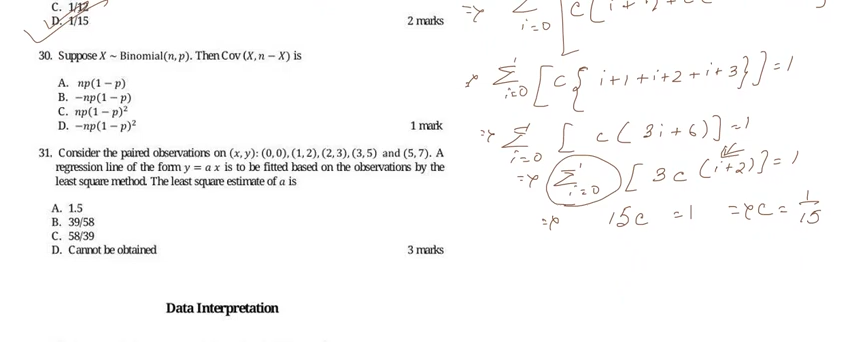 C. 1/12
D. 1/15
2 marks
30. Suppose X ~ Binomial(n, p). Then Cov (X, n − X) is
A. np(1 − p)
B. −np(1 − p)
C. np(1 − p)²
D. −np(1 − p)²
1 mark
31. Consider the paired observations on (x, y): (0, 0), (1, 2), (2, 3), (3, 5) and (5, 7). A
regression line of the form y = a x is to be fitted based on the observations by the
least square method. The least square estimate of a is
A. 1.5
B. 39/58
C. 58/39
D. Cannot be obtained
3 marks
Data Interpretation
Σ i=0 [ c { i+1+i+2+i+3 } ] = 1
⇒ Σ i=0 [ c ( 3i+6 ) ] = 1
⇒ Σ i=0 [ 3c (i+2) ] = 1
⇒ 15c = 1 ⇒ c = 1/15